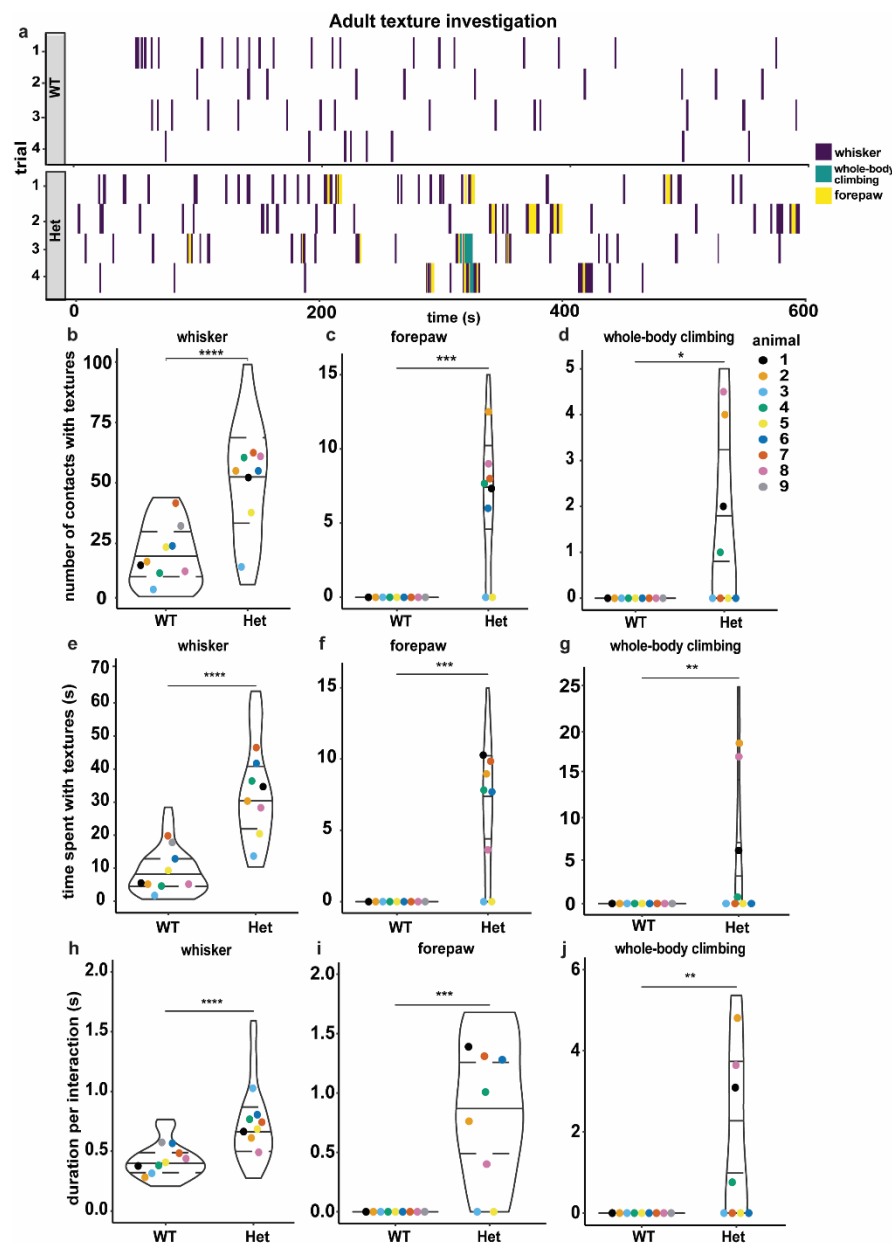 Adult texture investigation
a
WT
trial
1
2
3
4
Het
1
2
3
4
0
200
400
600
time (s)
whisker
whole-body
climbing
forepaw
b
whisker
****
number of contacts with textures
100
75
50
25
0
WT
Het
c
forepaw
***
15
10
5
0
WT
Het
d
whole-body climbing
*
5
4
3
2
1
0
WT
Het
animal
1
2
3
4
5
6
7
8
9
e
whisker
****
time spent with textures (s)
70
60
50
40
30
20
10
0
WT
Het
f
forepaw
***
15
10
5
0
WT
Het
g
whole-body climbing
**
25
20
15
10
5
0
WT
Het
h
whisker
****
duration per interaction (s)
2.0
1.5
1.0
0.5
0.0
WT
Het
i
forepaw
***
2.0
1.5
1.0
0.5
0.0
WT
Het
j
whole-body climbing
**
6
4
2
0
WT
Het